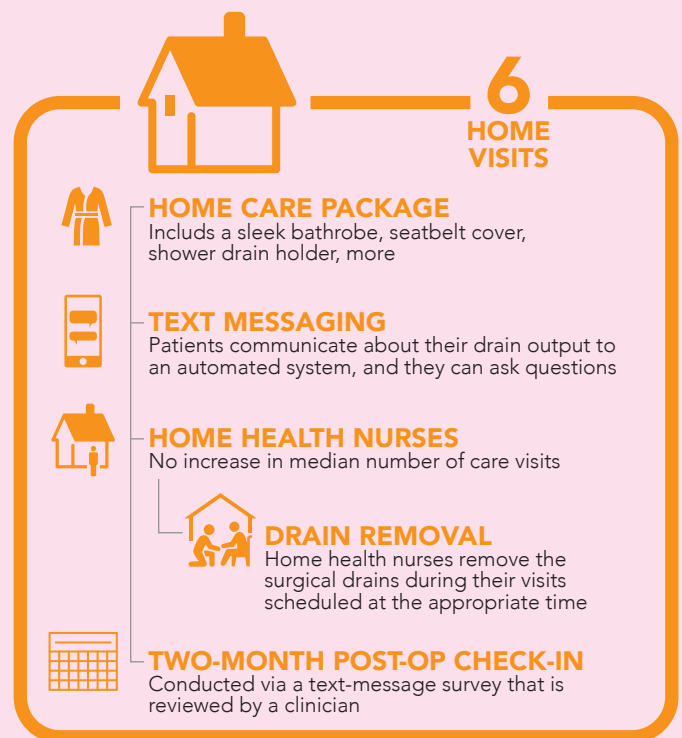 6
HOME
VISITS
HOME CARE PACKAGE
Includs a sleek bathrobe, seatbelt cover,
shower drain holder, more
TEXT MESSAGING
Patients communicate about their drain output to
an automated system, and they can ask questions
HOME HEALTH NURSES
No increase in median number of care visits
DRAIN REMOVAL
Home health nurses remove the
surgical drains during their visits
scheduled at the appropriate time
TWO-MONTH POST-OP CHECK-IN
Conducted via a text-message survey that is
reviewed by a clinician